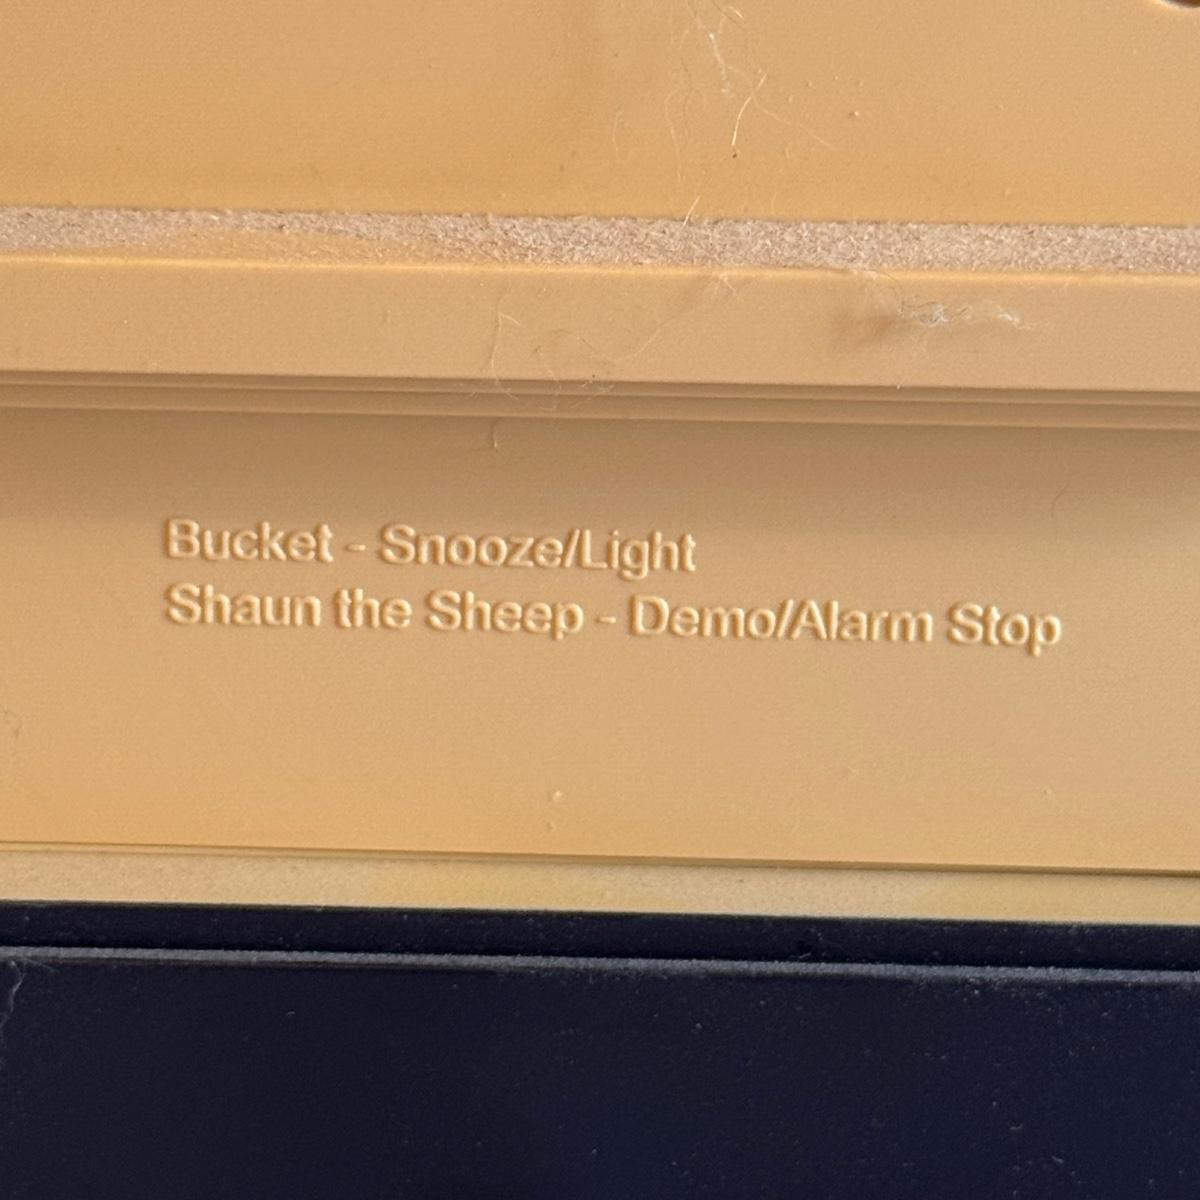 Bucket - Snooze/Light
Shaun the Sheep - Demo/Alarm Stop